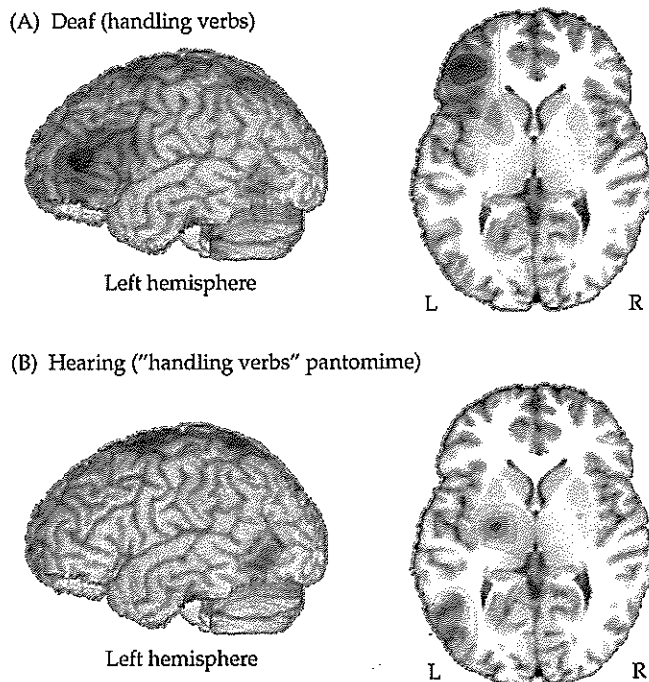 (A) Deaf (handling verbs)
Left hemisphere
L R
(B) Hearing ("handling verbs" pantomime)
Left hemisphere
L R